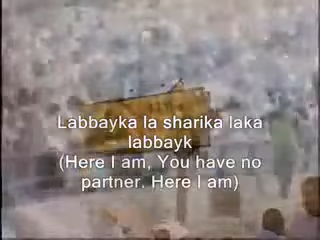 Labbayka la sharika laka
labbayk
(Here I am, You have no
partner. Here I am)